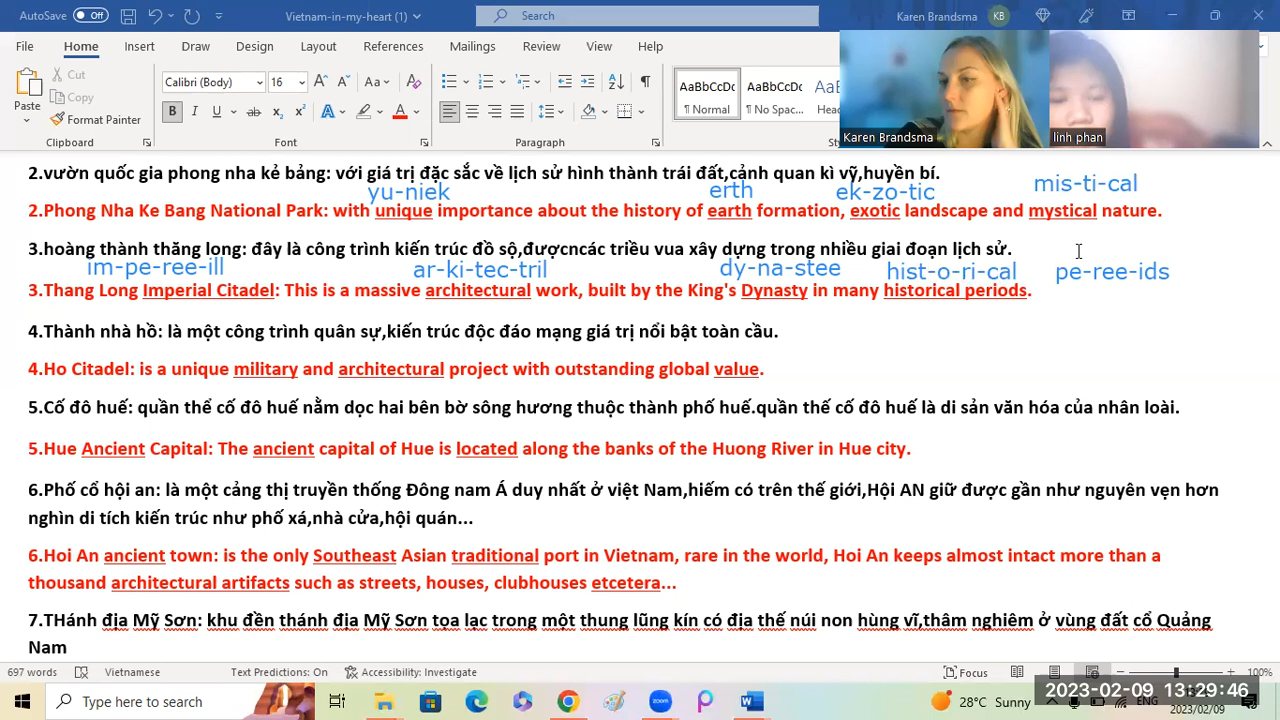 AutoSave Off Vietnam-in-heart (1) Search Karen Brandsma KB
File Home Insert Draw Design Layout References Mailings Review View Help
Cut
Copy
Format Painter
Paste
Calibri (Body) 16
AaBbCcDc AaBbCcDc
¶ Normal ¶ No Spac...
Clipboard Font Paragraph
Karen Brandsma linh phan
2.vườn quốc gia phong nha kẻ bảng: với giá trị đặc sắc về lịch sử hình thành trái đất,cảnh quan kì vỹ,huyền bí.
yu-niek erth ek-zo-tic mis-ti-cal
2.Phong Nha Ke Bang National Park: with unique importance about the history of earth formation, exotic landscape and mystical nature.
3.hoàng thành thăng long: đây là công trình kiến trúc đồ sộ,đượcncác triều vua xây dựng trong nhiều giai đoạn lịch sử.
im-pe-ree-ill ar-ki-tec-tril dy-na-stee hist-o-ri-cal pe-ree-ids
3.Thang Long Imperial Citadel: This is a massive architectural work, built by the King's Dynasty in many historical periods.
4.Thành nhà hồ: là một công trình quân sự,kiến trúc độc đáo mạng giá trị nổi bật toàn cầu.
4.Ho Citadel: is a unique military and architectural project with outstanding global value.
5.Cố đô huế: quần thể cố đô huế nằm dọc hai bên bờ sông hương thuộc thành phố huế.quần thế cố đô huế là di sản văn hóa của nhân loài.
5.Hue Ancient Capital: The ancient capital of Hue is located along the banks of the Huong River in Hue city.
6.Phố cổ hội an: là một cảng thị truyền thống Đông nam Á duy nhất ở việt Nam,hiếm có trên thế giới,Hội AN giữ được gần như nguyên vẹn hơn
nghìn di tích kiến trúc như phố xá,nhà cửa,hội quán...
6.Hoi An ancient town: is the only Southeast Asian traditional port in Vietnam, rare in the world, Hoi An keeps almost intact more than a
thousand architectural artifacts such as streets, houses, clubhouses etcetera...
7.THánh địa Mỹ Sơn: khu đền thánh địa Mỹ Sơn tọa lạc trong một thung lũng kín có địa thế núi non hùng vĩ,thâm nghiêm ở vùng đất cổ Quảng
Nam
697 words Vietnamese Text Predictions: On Accessibility: Investigate Focus 100%
Type here to search 28°C Sunny ENG
2023-02-09 13:29:46
2023/02/09